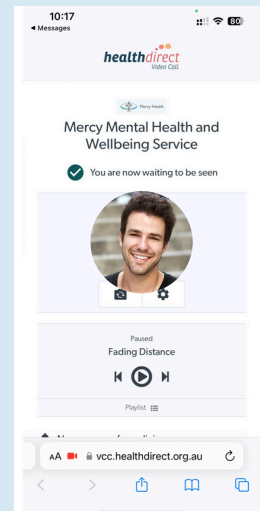 10:17
80
Messages
healthdirect
Video Call
Mercy Health
Mercy Mental Health and
Wellbeing Service
You are now waiting to be seen
Paused
Fading Distance
Playlist
AA
vcc.healthdirect.org.au